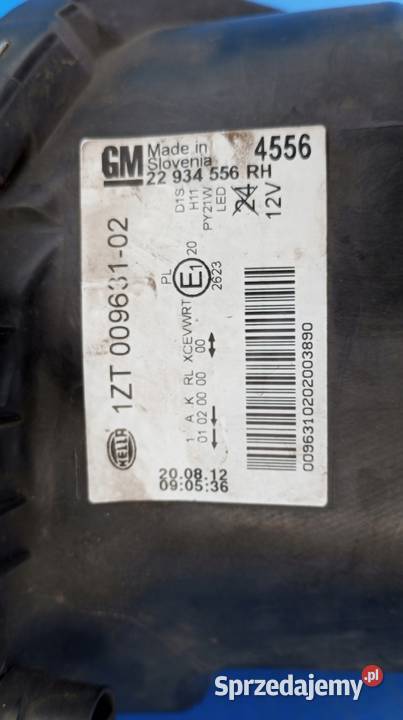 GM
Made in
Slovenia
4556
22 934 556 RH
D1S
H11
PY21W
LED
24
12V
HELLA
1ZT 009631-02
PL
E1
20
2623
1 A K RL XCEVWRT
01 02 00 00 00
00963102020003890
20.08.12
09:05:36
Sprzedajemy.pl